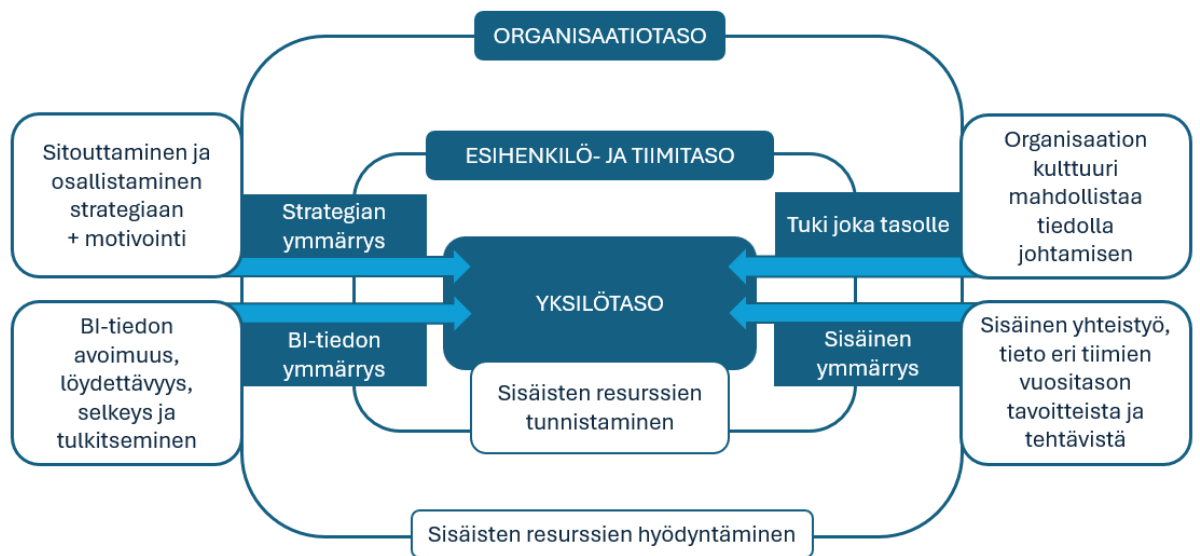 ORGANISAATIOTASO
ESIHENKILÖ- JA TIIMITASO
Sitouttaminen ja
osallistaminen
strategiaan
+ motivointi
Strategian
ymmärrys
Tuki joka tasolle
Organisaation
kulttuuri
mahdollistaa
tiedolla
johtamisen
YKSILÖTASO
BI-tiedon
avoimuus,
löydettävyys,
selkeys ja
tulkitseminen
BI-tiedon
ymmärrys
Sisäinen
ymmärrys
Sisäinen yhteistyö,
tieto eri tiimien
vuositason
tavoitteista ja
tehtävistä
Sisäisten resurssien
tunnistaminen
Sisäisten resurssien hyödyntäminen